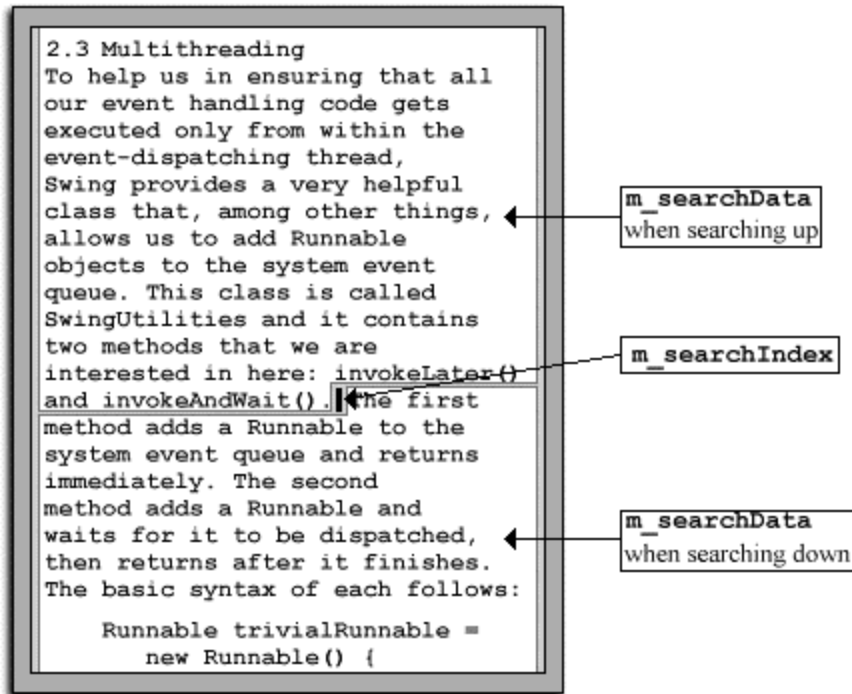 2.3 Multithreading
To help us in ensuring that all
our event handling code gets
executed only from within the
event-dispatching thread,
Swing provides a very helpful
class that, among other things,
allows us to add Runnable
objects to the system event
queue. This class is called
SwingUtilities and it contains
two methods that we are
interested in here: invokeLater()
and invokeAndWait(). The first
method adds a Runnable to the
system event queue and returns
immediately. The second
method adds a Runnable and
waits for it to be dispatched,
then returns after it finishes.
The basic syntax of each follows:
Runnable trivialRunnable =
new Runnable() {
m_searchData
when searching up
m_searchIndex
m_searchData
when searching down